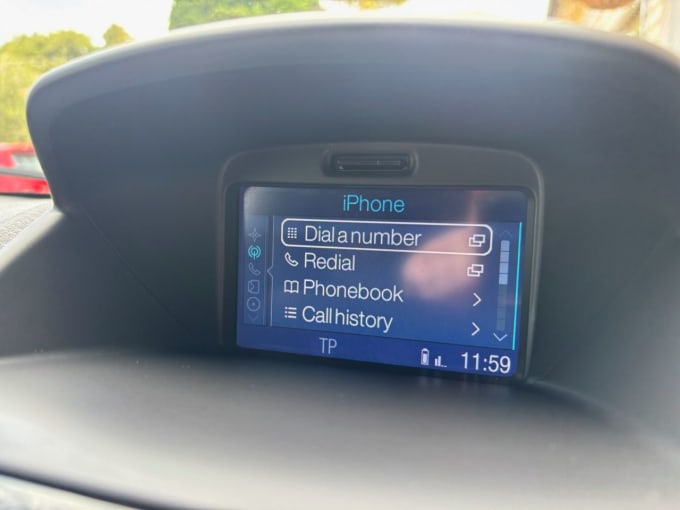 iPhone
Dial a number
Redial
Phonebook
Call history
TP
11:59